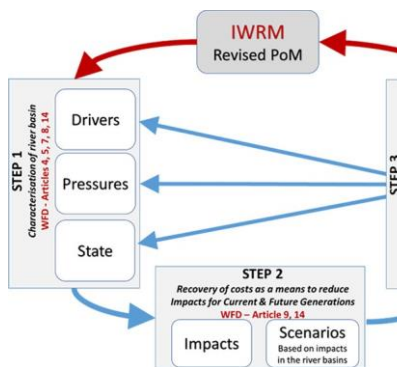 IWRM
Revised PoM
STEP 1
Characterisation of river basin
WFD - Articles 4, 5, 7, 8, 14
Drivers
Pressures
State
STEP 3
STEP 2
Recovery of costs as a means to reduce
Impacts for Current & Future Generations
WFD – Article 9, 14
Impacts
Scenarios
Based on impacts
in the river basins